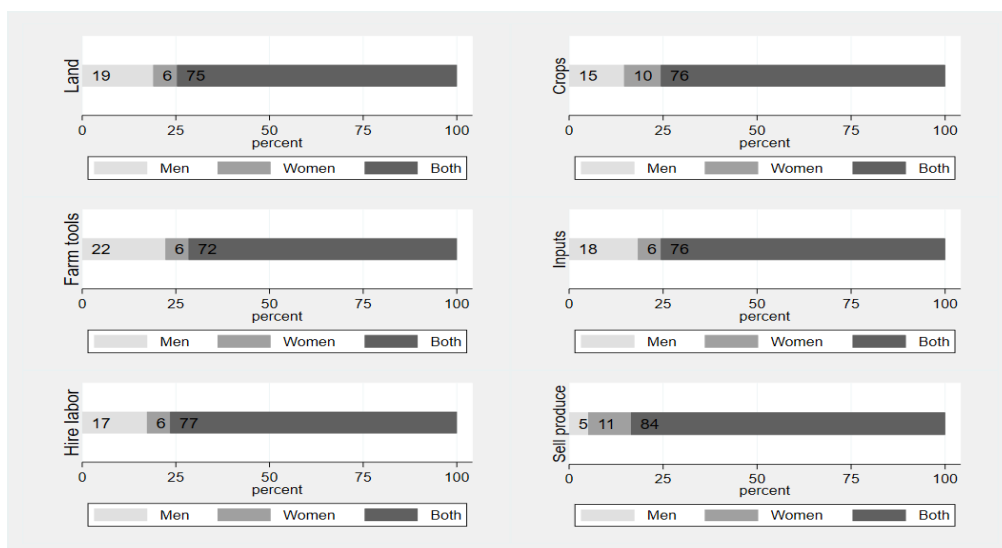 Land
19 6 75
0 25 50 75 100
percent
Men Women Both
Crops
15 10 76
0 25 50 75 100
percent
Men Women Both
Farm tools
22 6 72
0 25 50 75 100
percent
Men Women Both
Inputs
18 6 76
0 25 50 75 100
percent
Men Women Both
Hire labor
17 6 77
0 25 50 75 100
percent
Men Women Both
Sell produce
5 11 84
0 25 50 75 100
percent
Men Women Both